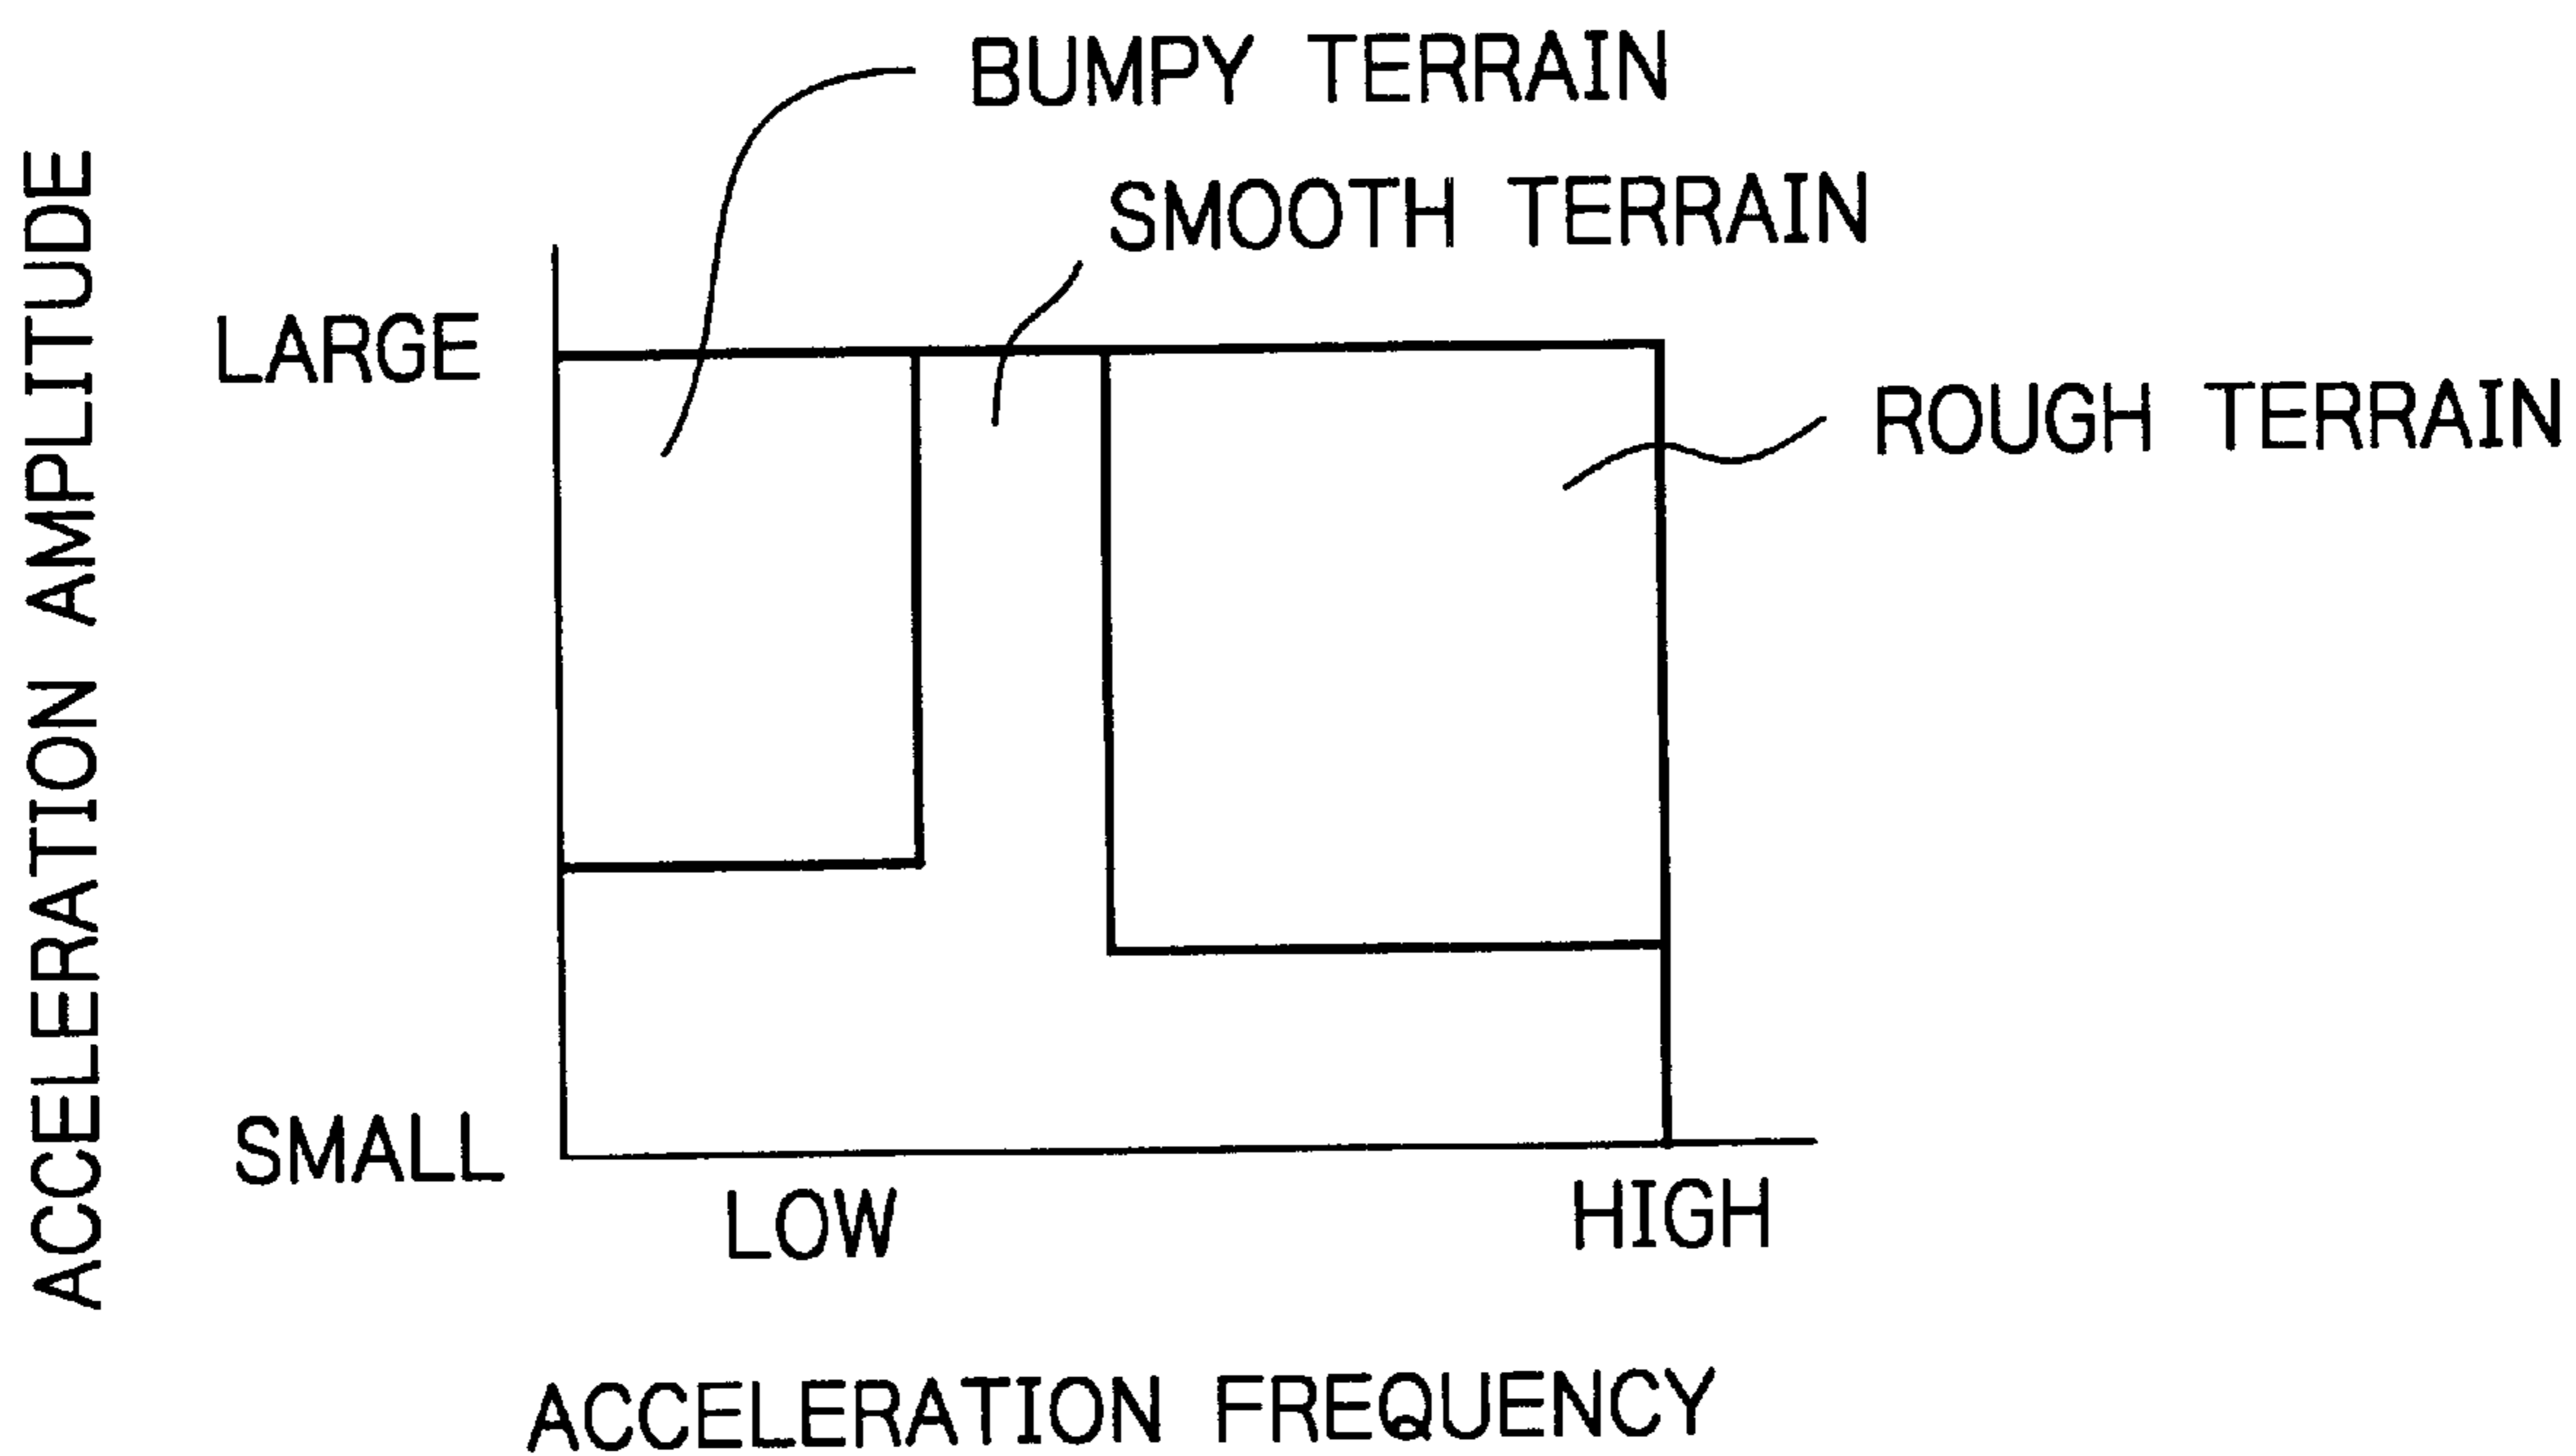 BUMPY TERRAIN
SMOOTH TERRAIN
LARGE
ROUGH TERRAIN
ACCELERATION AMPLITUDE
SMALL
LOW
HIGH
ACCELERATION FREQUENCY